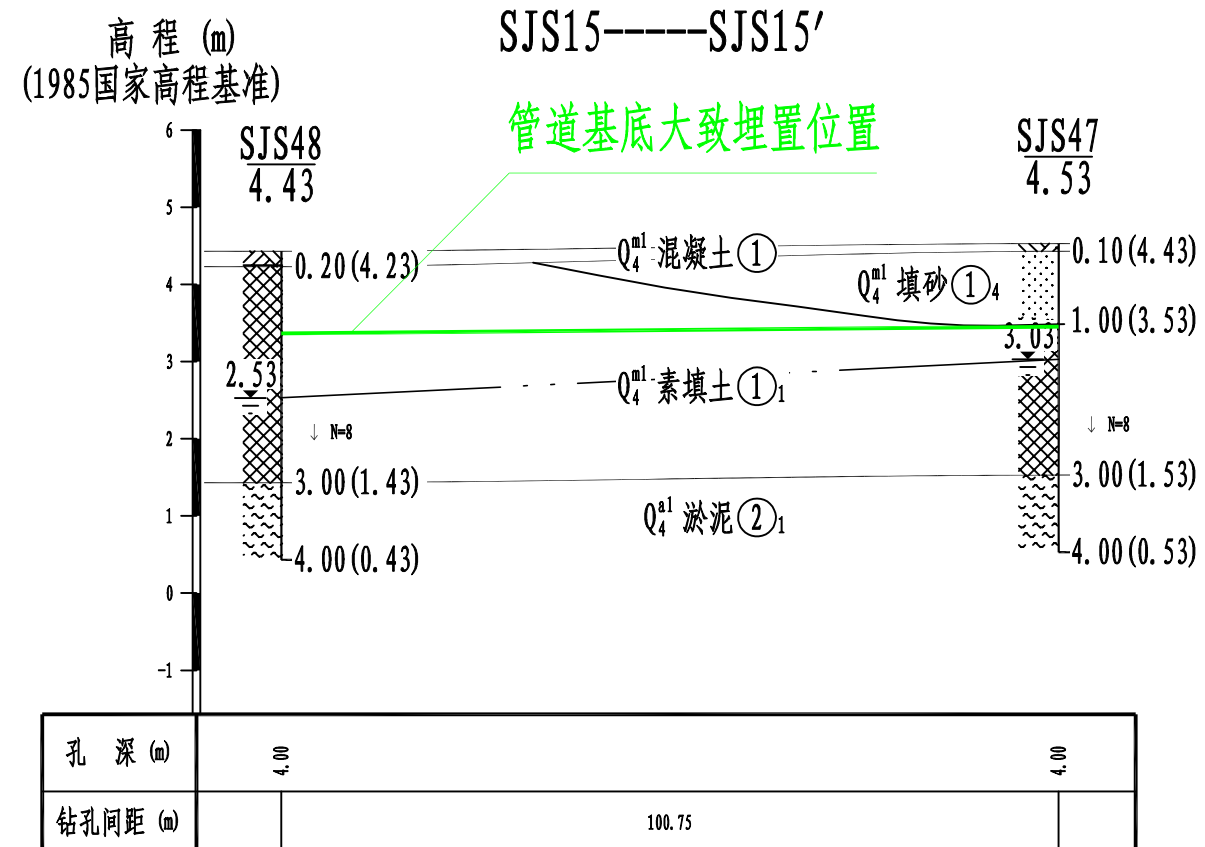 SJS15-----SJS15′
高 程 (m)
(1985国家高程基准)
管道基底大致埋置位置
6
5
4
3
2
1
0
-1
SJS48
4.43
SJS47
4.53
0.20(4.23)
Q₄ᵐˡ 混凝土①
0.10(4.43)
Q₄ᵐˡ 填砂①₄
1.00(3.53)
3.03
2.53
Q₄ᵐˡ 素填土①₁
↓ N=8
↓ N=8
3.00(1.43)
3.00(1.53)
Q₄ᵃˡ 淤泥②₁
4.00(0.43)
4.00(0.53)
孔 深 (m) 4.00 4.00
钻孔间距 (m) 100.75